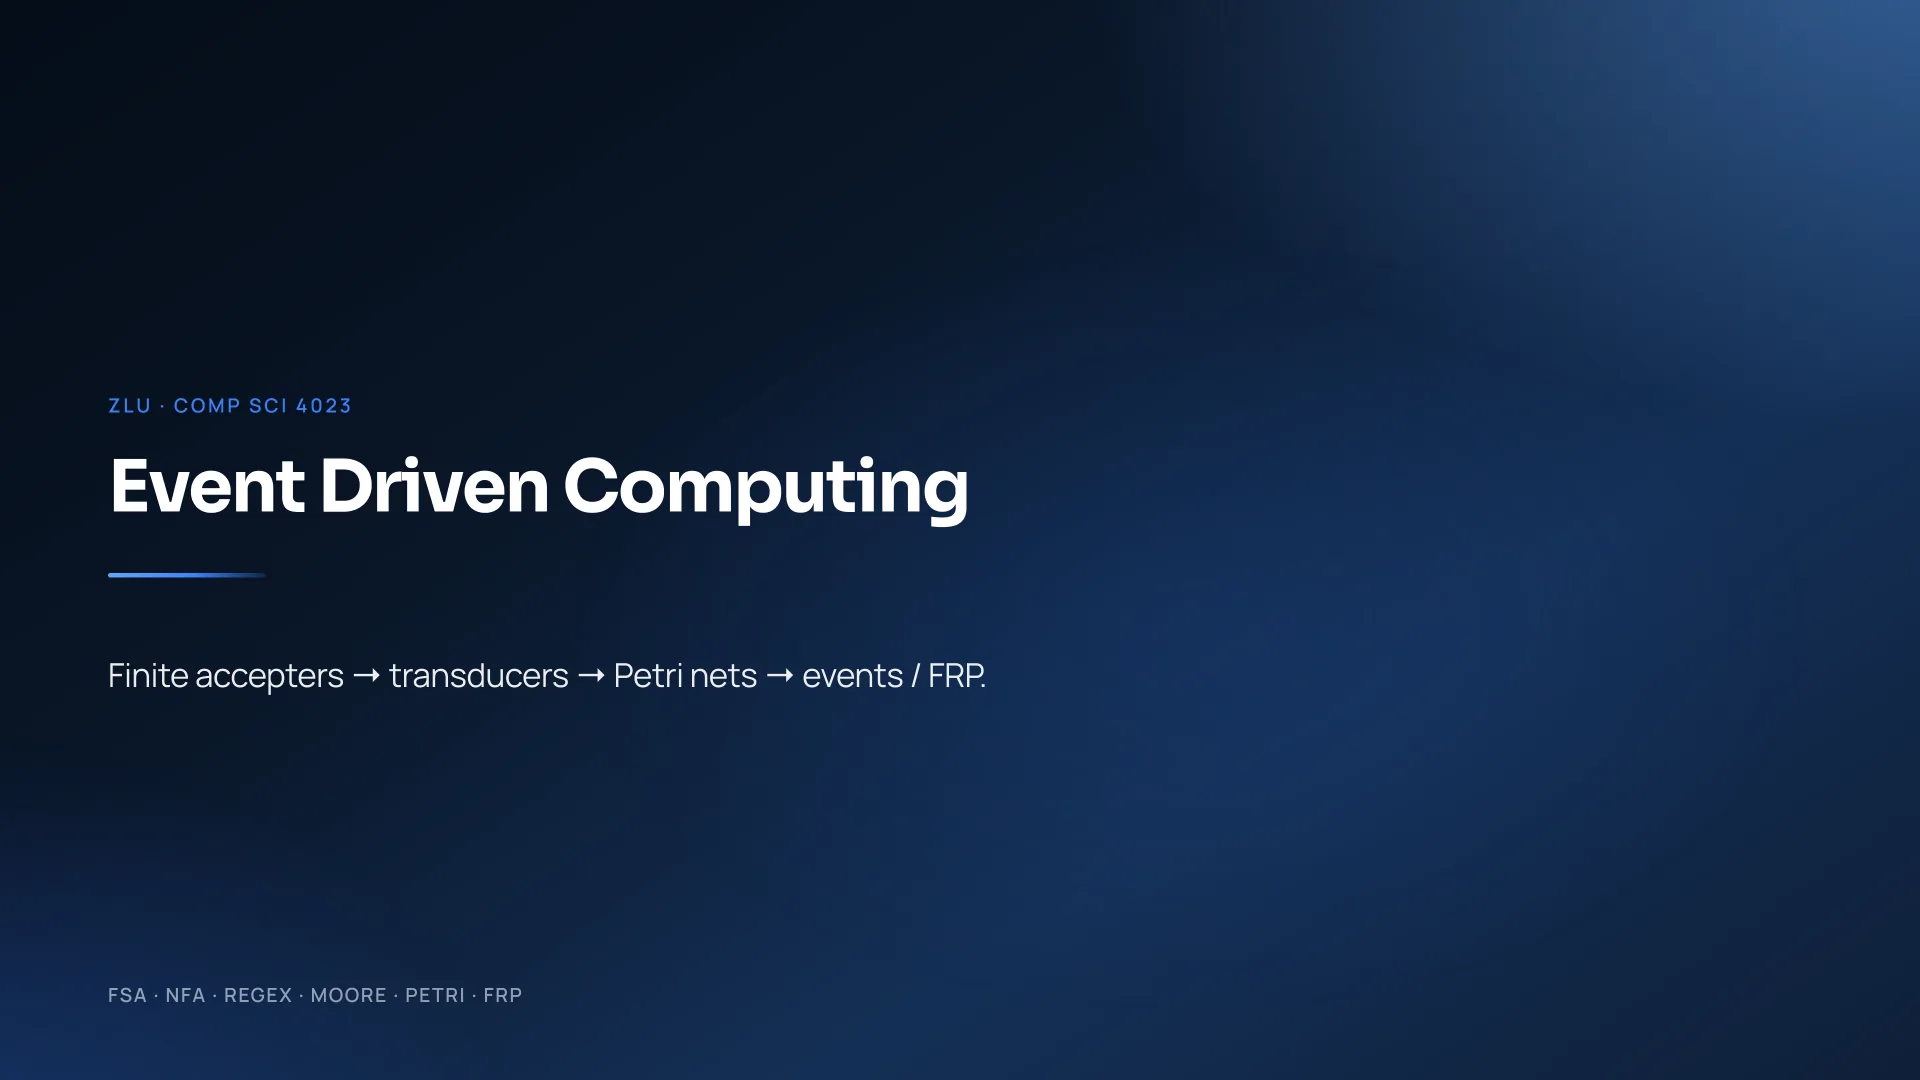 ZLU · COMP SCI 4023
Event Driven Computing
Finite accepters → transducers → Petri nets → events / FRP.
FSA · NFA · REGEX · MOORE · PETRI · FRP